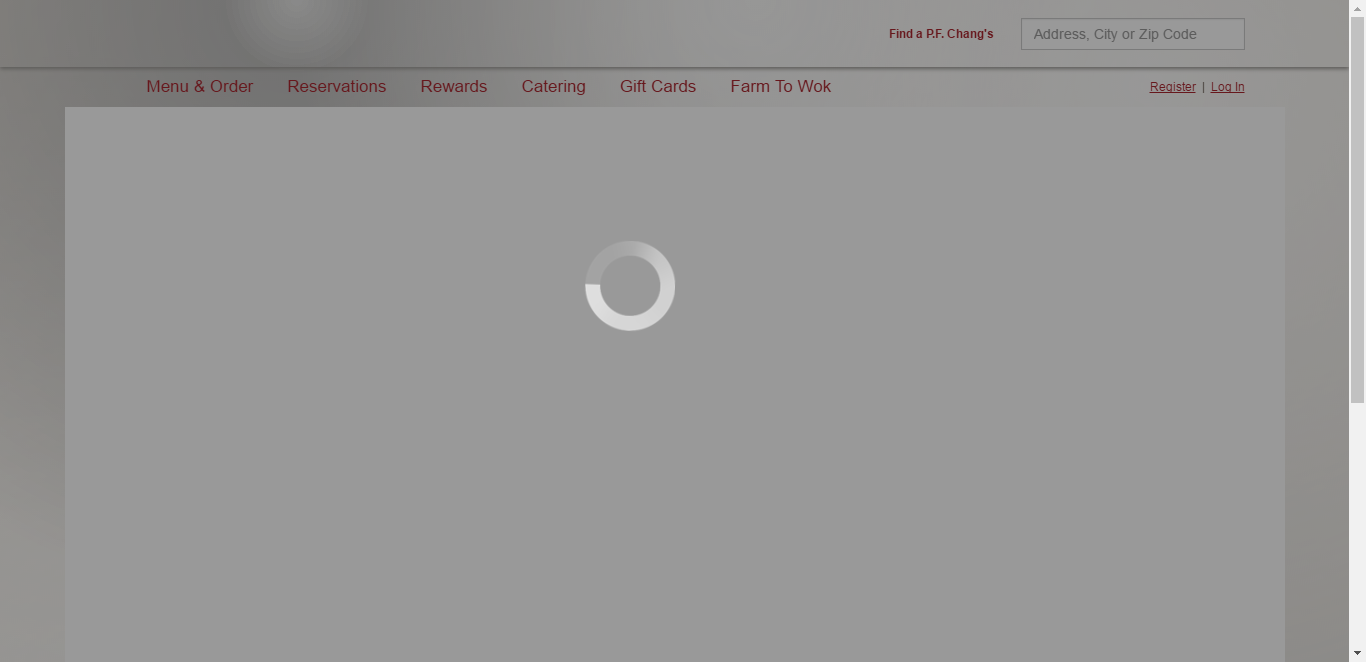 Find a P.F. Chang's
Address, City or Zip Code
Menu & Order Reservations Rewards Catering Gift Cards Farm To Wok
Register | Log In